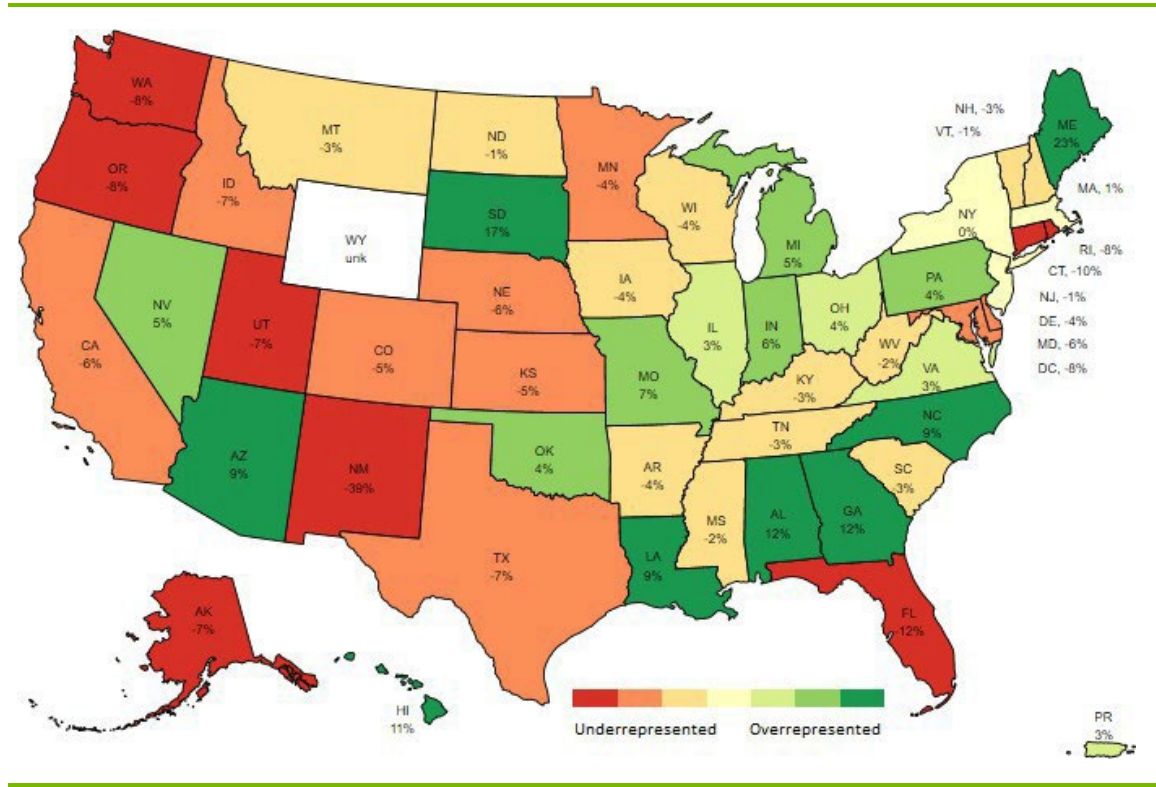 WA
-8%
OR
-8%
ID
-7%
MT
-3%
ND
-1%
MN
-4%
WI
-4%
MI
5%
NH, -3%
VT, -1%
ME
23%
MA, 1%
NY
0%
RI, -8%
CT, -10%
NJ, -1%
DE, -4%
MD, -6%
DC, -8%
SD
17%
WY
unk
NV
5%
UT
-7%
CA
-6%
CO
-5%
NE
-6%
IA
-4%
KS
-5%
MO
7%
IL
3%
IN
6%
OH
4%
PA
4%
WV
-2%
VA
3%
KY
-3%
NC
9%
TN
-3%
SC
-3%
AZ
9%
NM
-39%
OK
4%
AR
-4%
MS
-2%
AL
12%
GA
12%
LA
9%
TX
-7%
FL
-12%
AK
-7%
HI
11%
Underrepresented Overrepresented
PR
3%